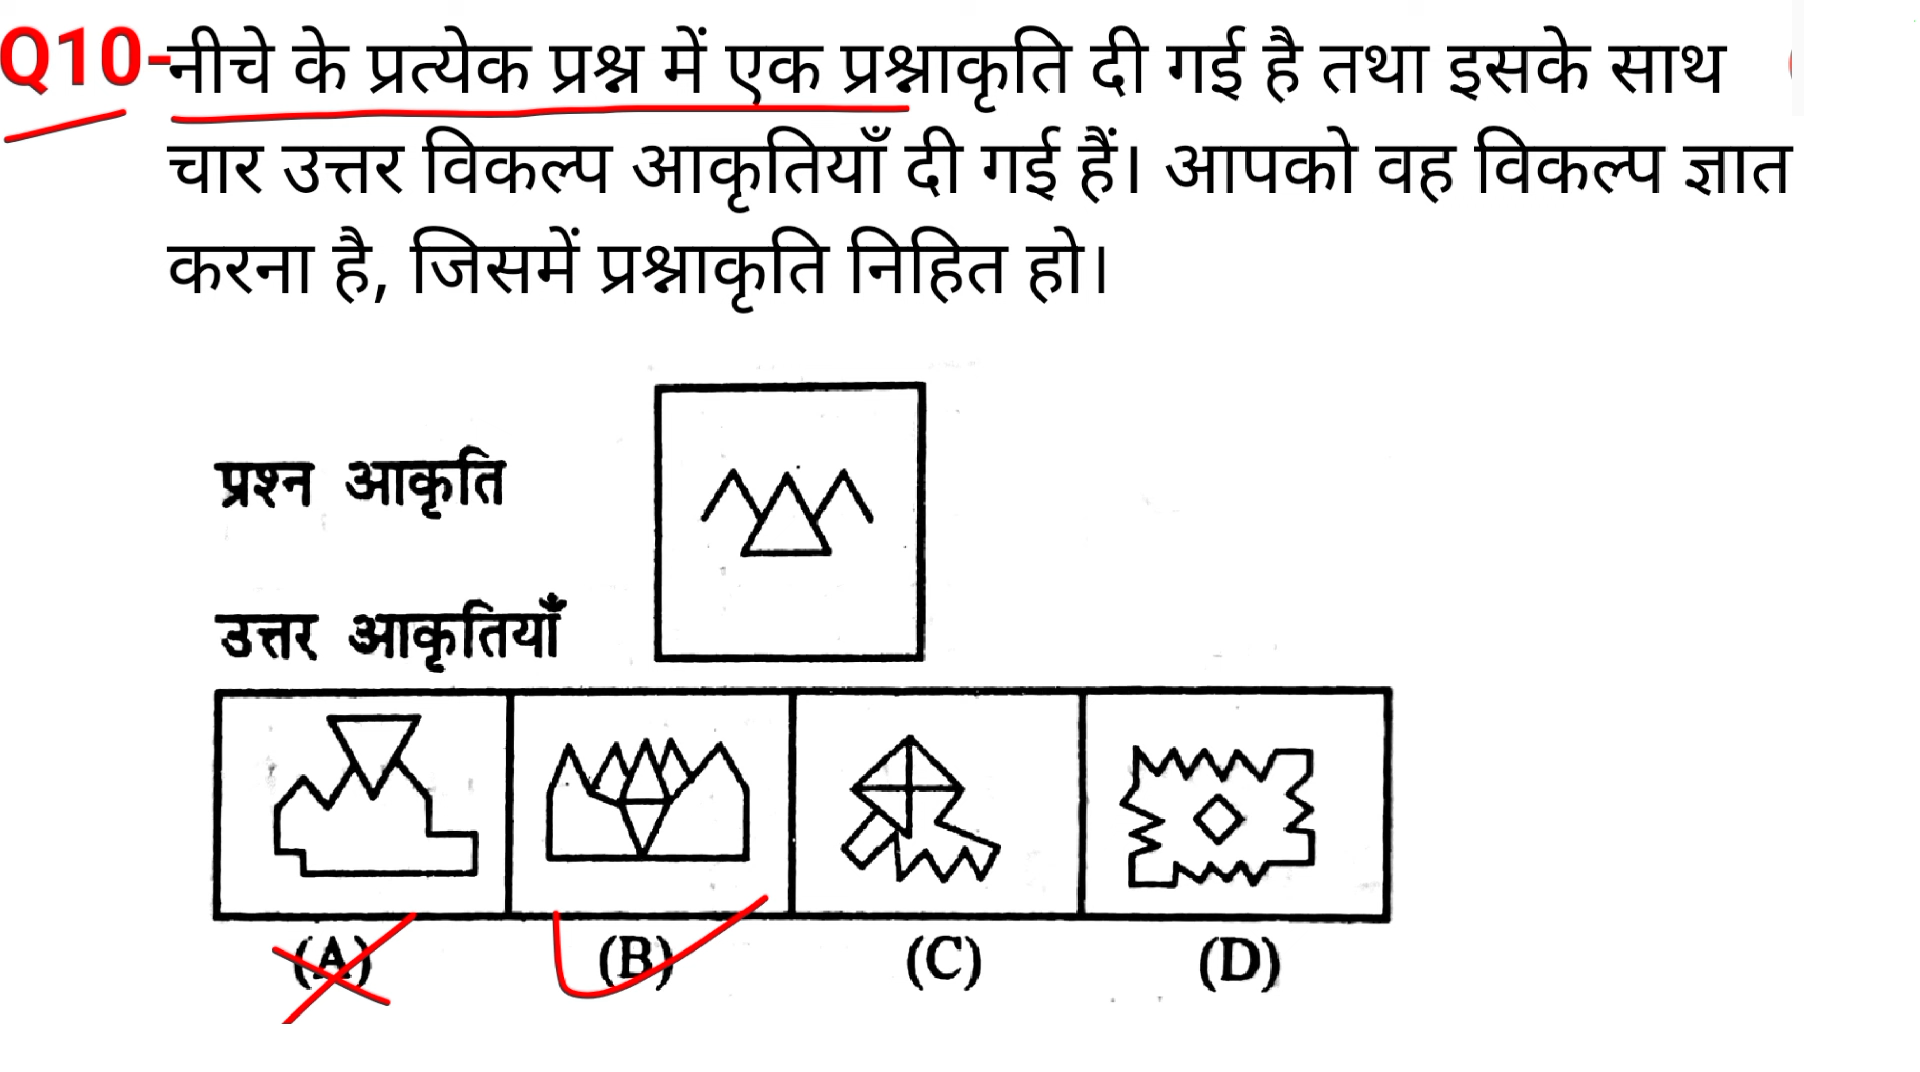 Q10-नीचे के प्रत्येक प्रश्न में एक प्रश्नाकृति दी गई है तथा इसके साथ
चार उत्तर विकल्प आकृतियाँ दी गई हैं। आपको वह विकल्प ज्ञात
करना है, जिसमें प्रश्नाकृति निहित हो।
प्रश्न आकृति
उत्तर आकृतियाँ
(A) (B) (C) (D)